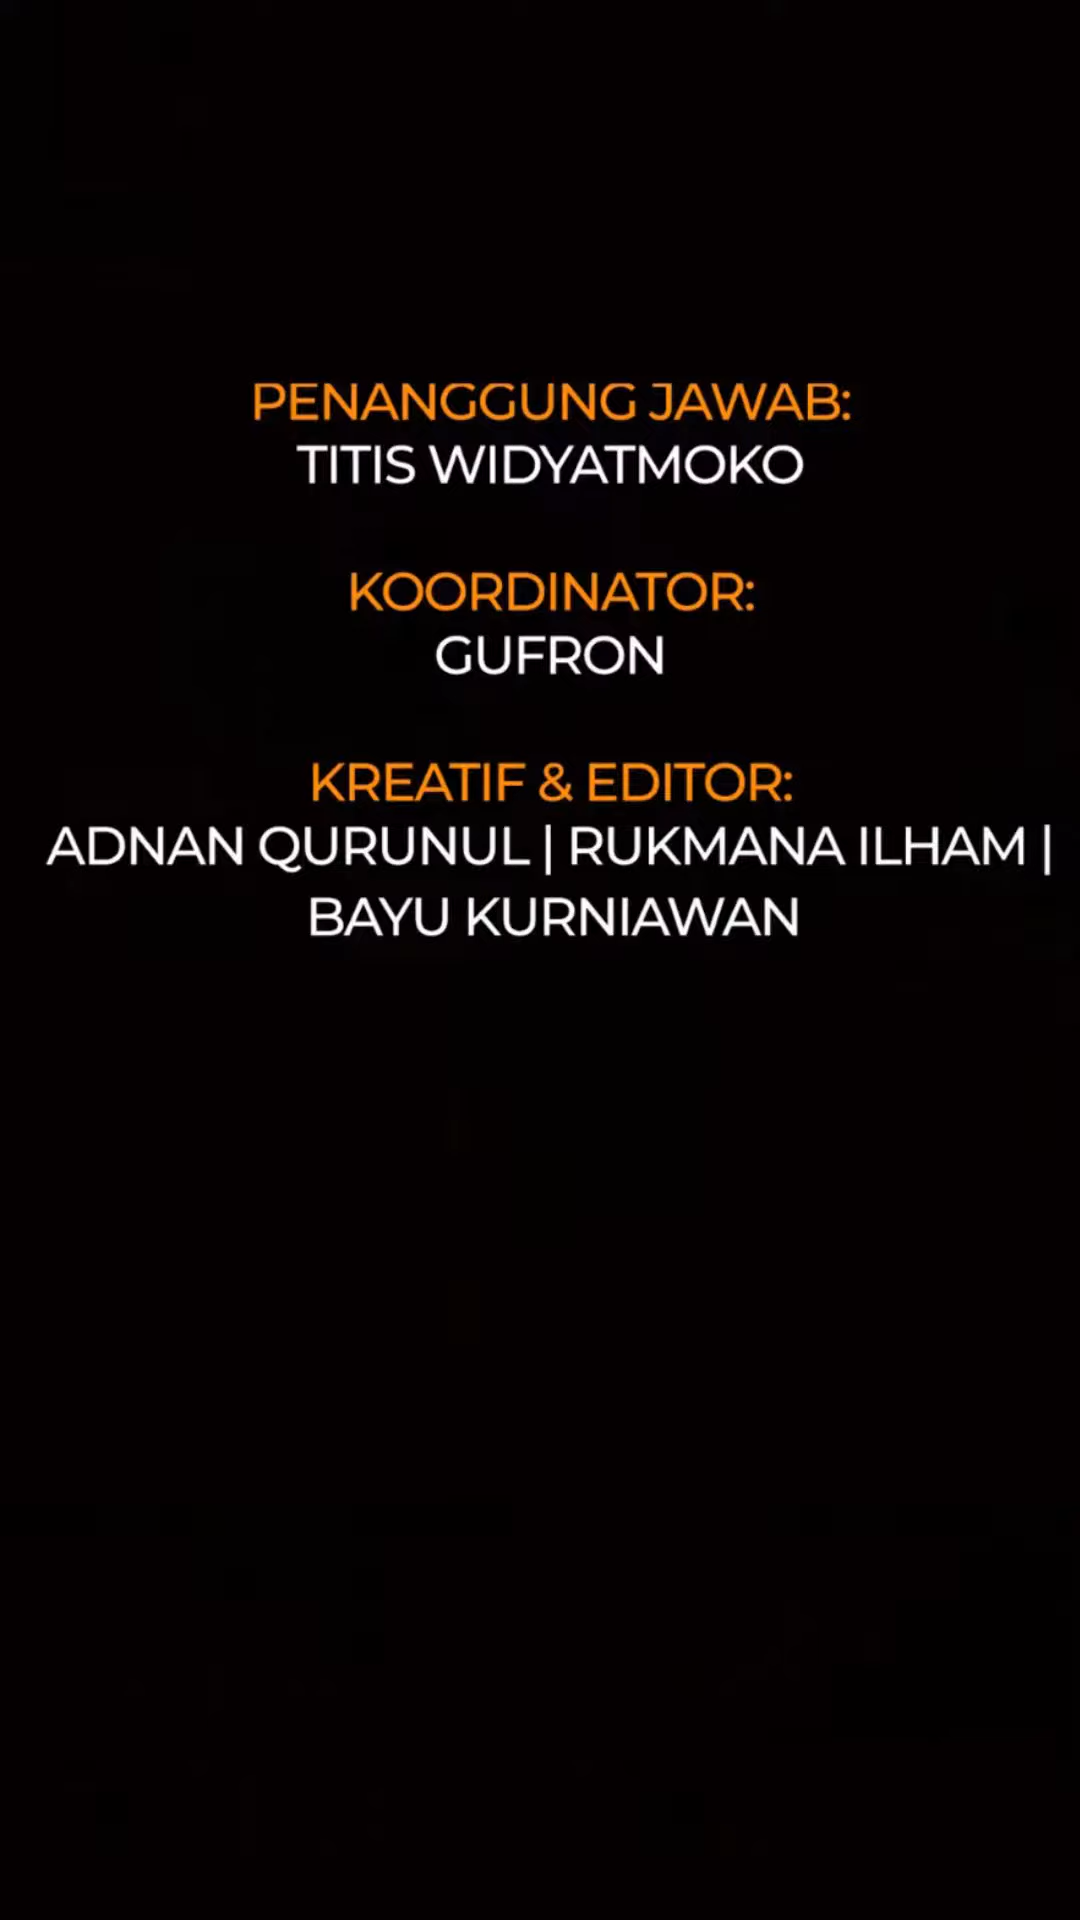 PENANGGUNG JAWAB:
TITIS WIDYATMOKO
KOORDINATOR:
GUFRON
KREATIF & EDITOR:
ADNAN QURUNUL | RUKMANA ILHAM |
BAYU KURNIAWAN